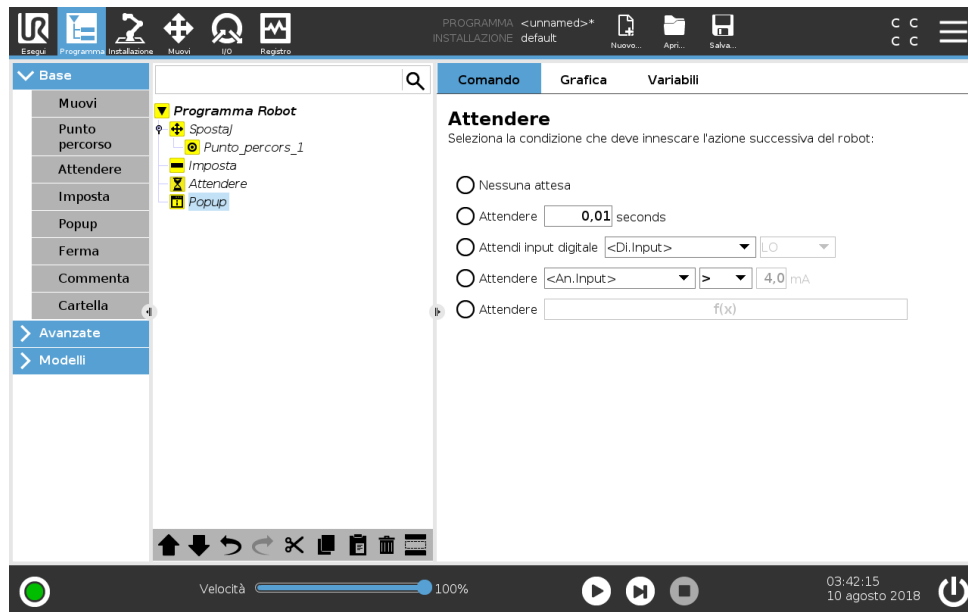 UR
Esegui
Programma
Installazione
Muovi
I/O
Registro
PROGRAMMA <unnamed>*
INSTALLAZIONE default
Nuovo...
Apri...
Salva...
C C
C C
Base
Muovi
Punto
percorso
Attendere
Imposta
Popup
Ferma
Commenta
Cartella
Avanzate
Modelli
Programma Robot
SpostaJ
Punto_percors_1
Imposta
Attendere
Popup
Comando Grafica Variabili
Attendere
Seleziona la condizione che deve innescare l'azione successiva del robot:
Nessuna attesa
Attendere 0,01 seconds
Attendi input digitale <Di.Input> LO
Attendere <An.Input> > 4,0 mA
Attendere f(x)
Velocità 100%
03:42:15
10 agosto 2018